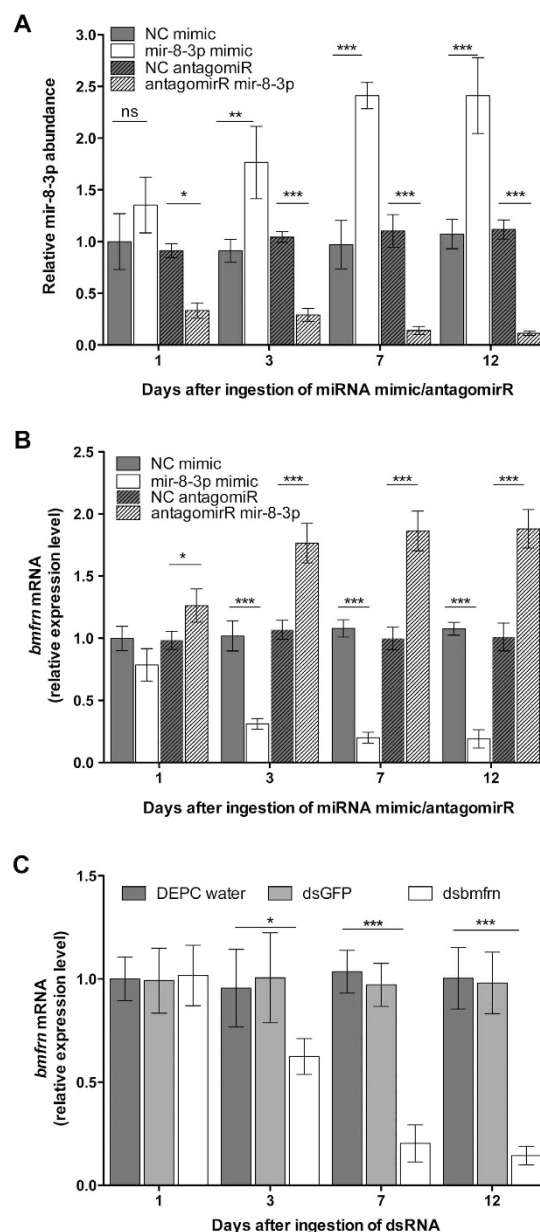 A
NC mimic
mir-8-3p mimic
NC antagomiR
antagomirR mir-8-3p
Relative mir-8-3p abundance
3.0
2.5
2.0
1.5
1.0
0.5
0.0
ns
*
**
***
***
***
***
***
1 3 7 12
Days after ingestion of miRNA mimic/antagomirR
B
NC mimic
mir-8-3p mimic
NC antagomiR
antagomirR mir-8-3p
bmfrn mRNA
(relative expression level)
2.5
2.0
1.5
1.0
0.5
0.0
*
***
***
***
***
***
***
1 3 7 12
Days after ingestion of miRNA mimic/antagomirR
C
DEPC water dsGFP dsbmfrn
bmfrn mRNA
(relative expression level)
1.5
1.0
0.5
0.0
*
***
***
1 3 7 12
Days after ingestion of dsRNA